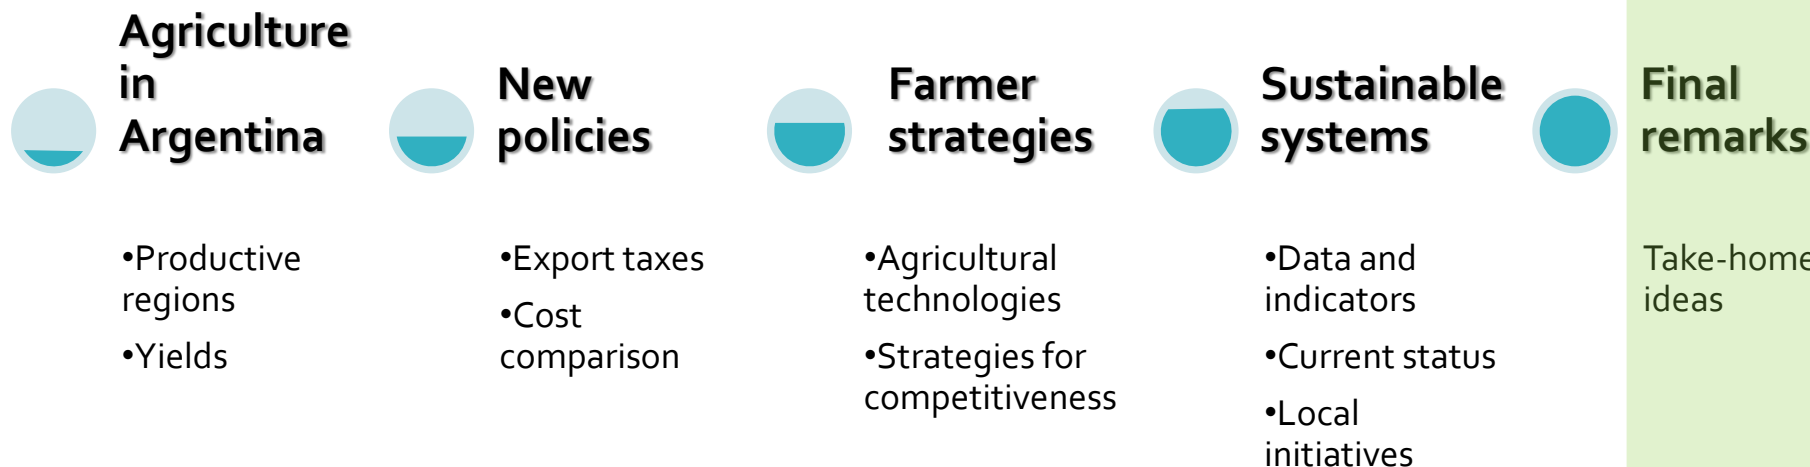 Agriculture
in
Argentina
•Productive
regions
•Yields
New
policies
•Export taxes
•Cost
comparison
Farmer
strategies
•Agricultural
technologies
•Strategies for
competitiveness
Sustainable
systems
•Data and
indicators
•Current status
•Local
initiatives
Final
remarks
Take-home
ideas